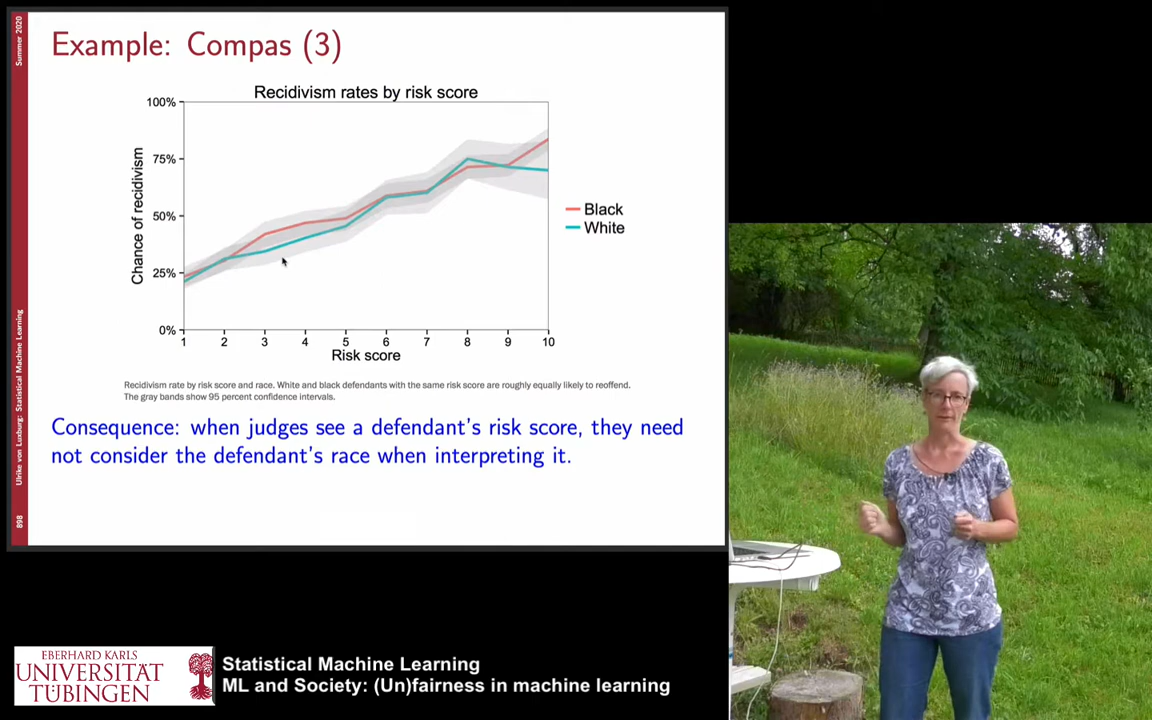 Summer 2020
Ulrike von Luxburg: Statistical Machine Learning
898
Example: Compas (3)
Recidivism rates by risk score
100%
75%
50%
25%
0%
Chance of recidivism
1 2 3 4 5 6 7 8 9 10
Risk score
Black
White
Recidivism rate by risk score and race. White and black defendants with the same risk score are roughly equally likely to reoffend.
The gray bands show 95 percent confidence intervals.
Consequence: when judges see a defendant's risk score, they need
not consider the defendant's race when interpreting it.
EBERHARD KARLS
UNIVERSITÄT
TÜBINGEN
Statistical Machine Learning
ML and Society: (Un)fairness in machine learning